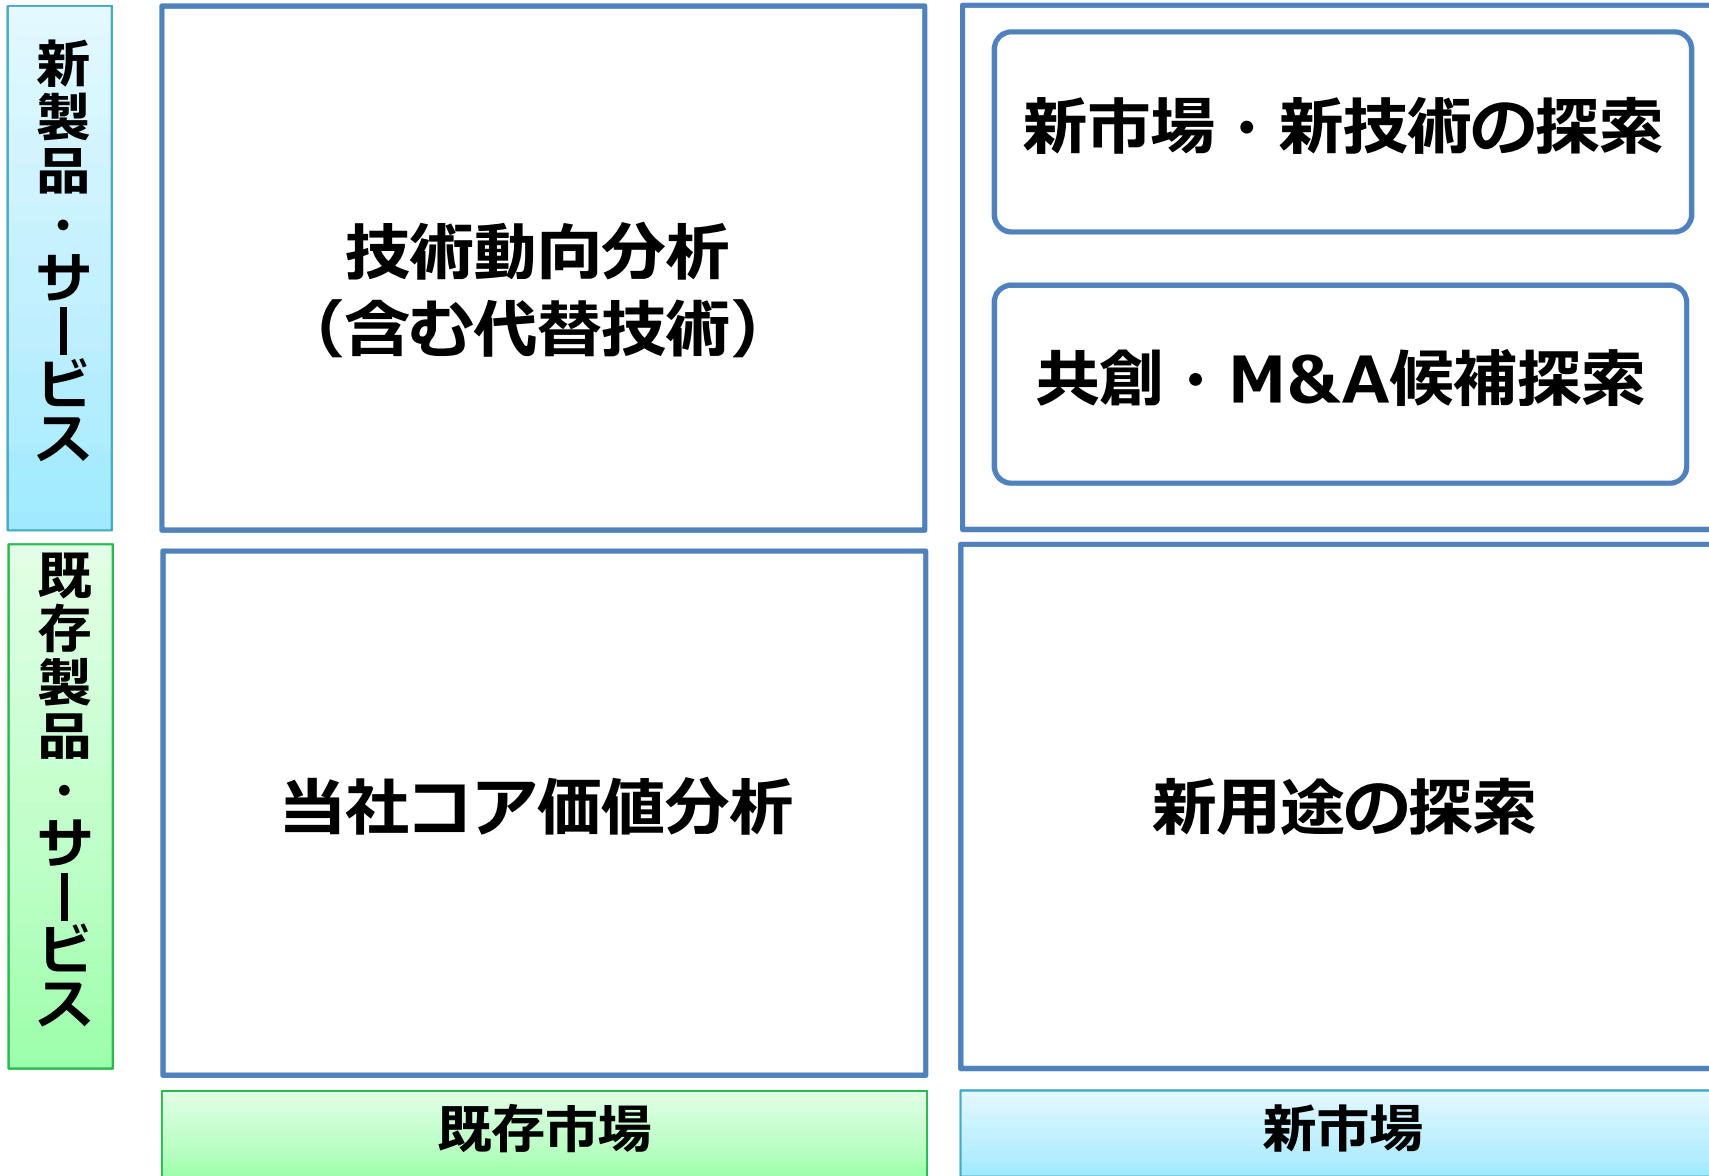 新製品・サービス
技術動向分析
（含む代替技術）
新市場・新技術の探索
共創・M&A候補探索
既存製品・サービス
当社コア価値分析
新用途の探索
既存市場
新市場